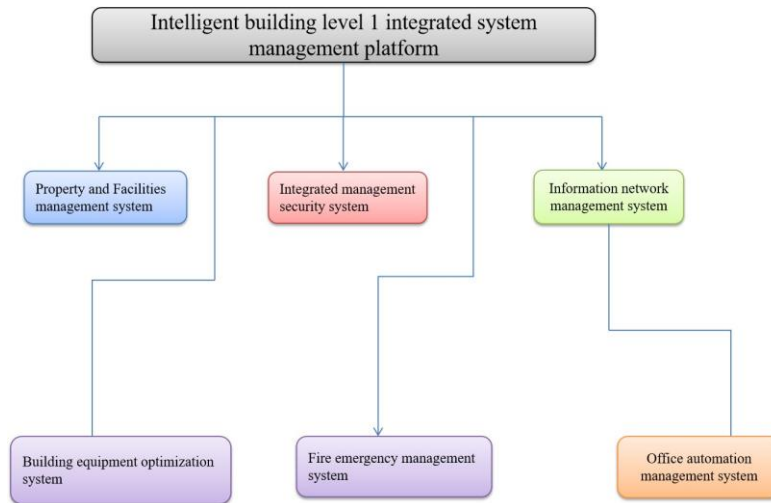 Intelligent building level 1 integrated system
management platform
Property and Facilities
management system
Integrated management
security system
Information network
management system
Building equipment optimization
system
Fire emergency management
system
Office automation
management system